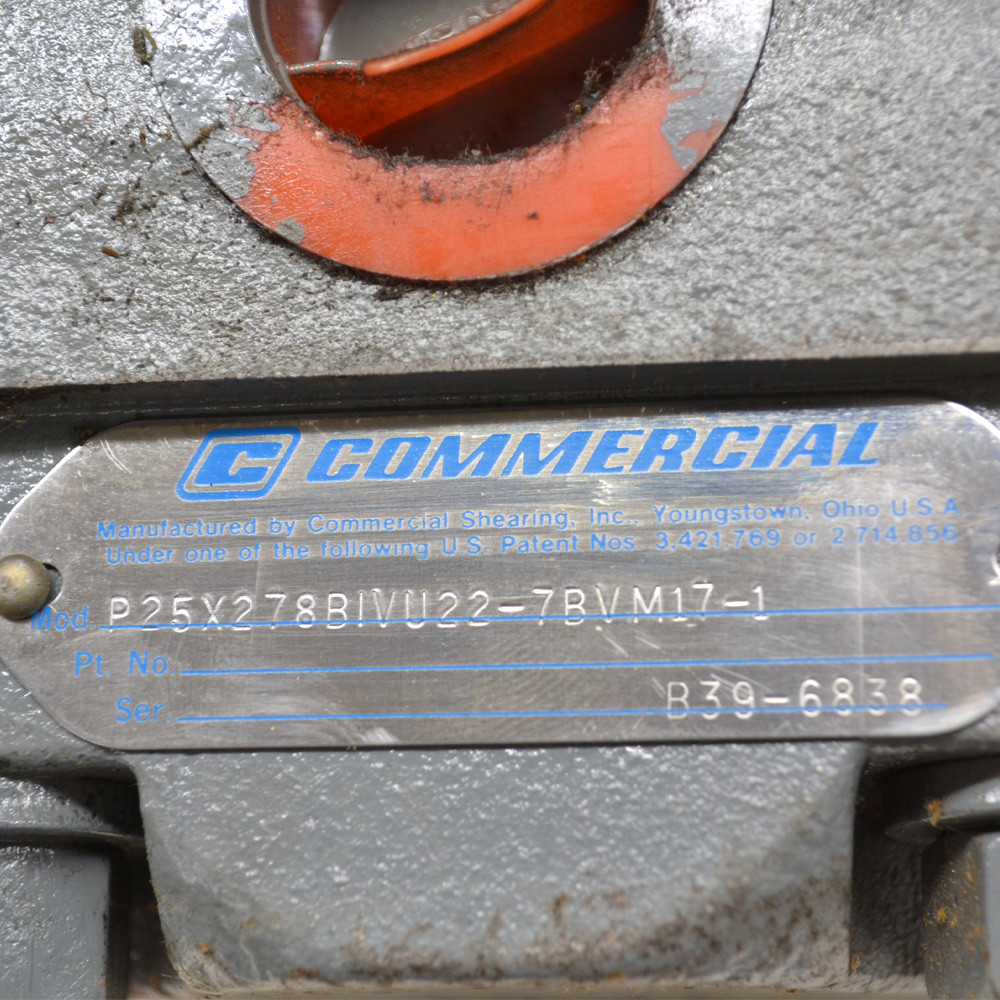 C COMMERCIAL
Manufactured by Commercial Shearing, Inc., Youngstown, Ohio U.S.A
Under one of the following U.S. Patent Nos. 3,421,769 or 2,714,856
Mod P25X278BIVU22-7BVM17-1
Pt. No.
Ser. B39-6838